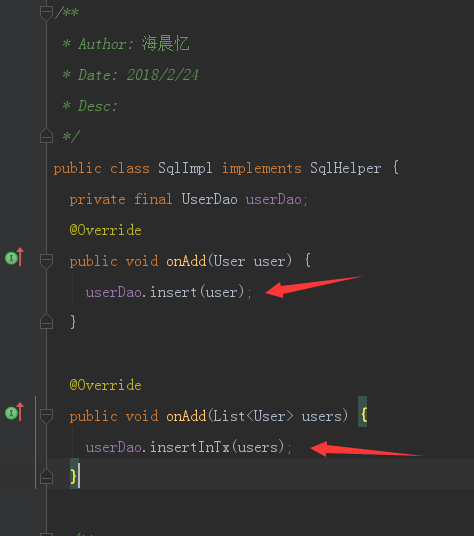 /**
* Author: 海晨忆
* Date: 2018/2/24
* Desc:
*/
public class SqlImpl implements SqlHelper {
private final UserDao userDao;
@Override
public void onAdd(User user) {
userDao.insert(user);
}
@Override
public void onAdd(List<User> users) {
userDao.insertInTx(users);
}